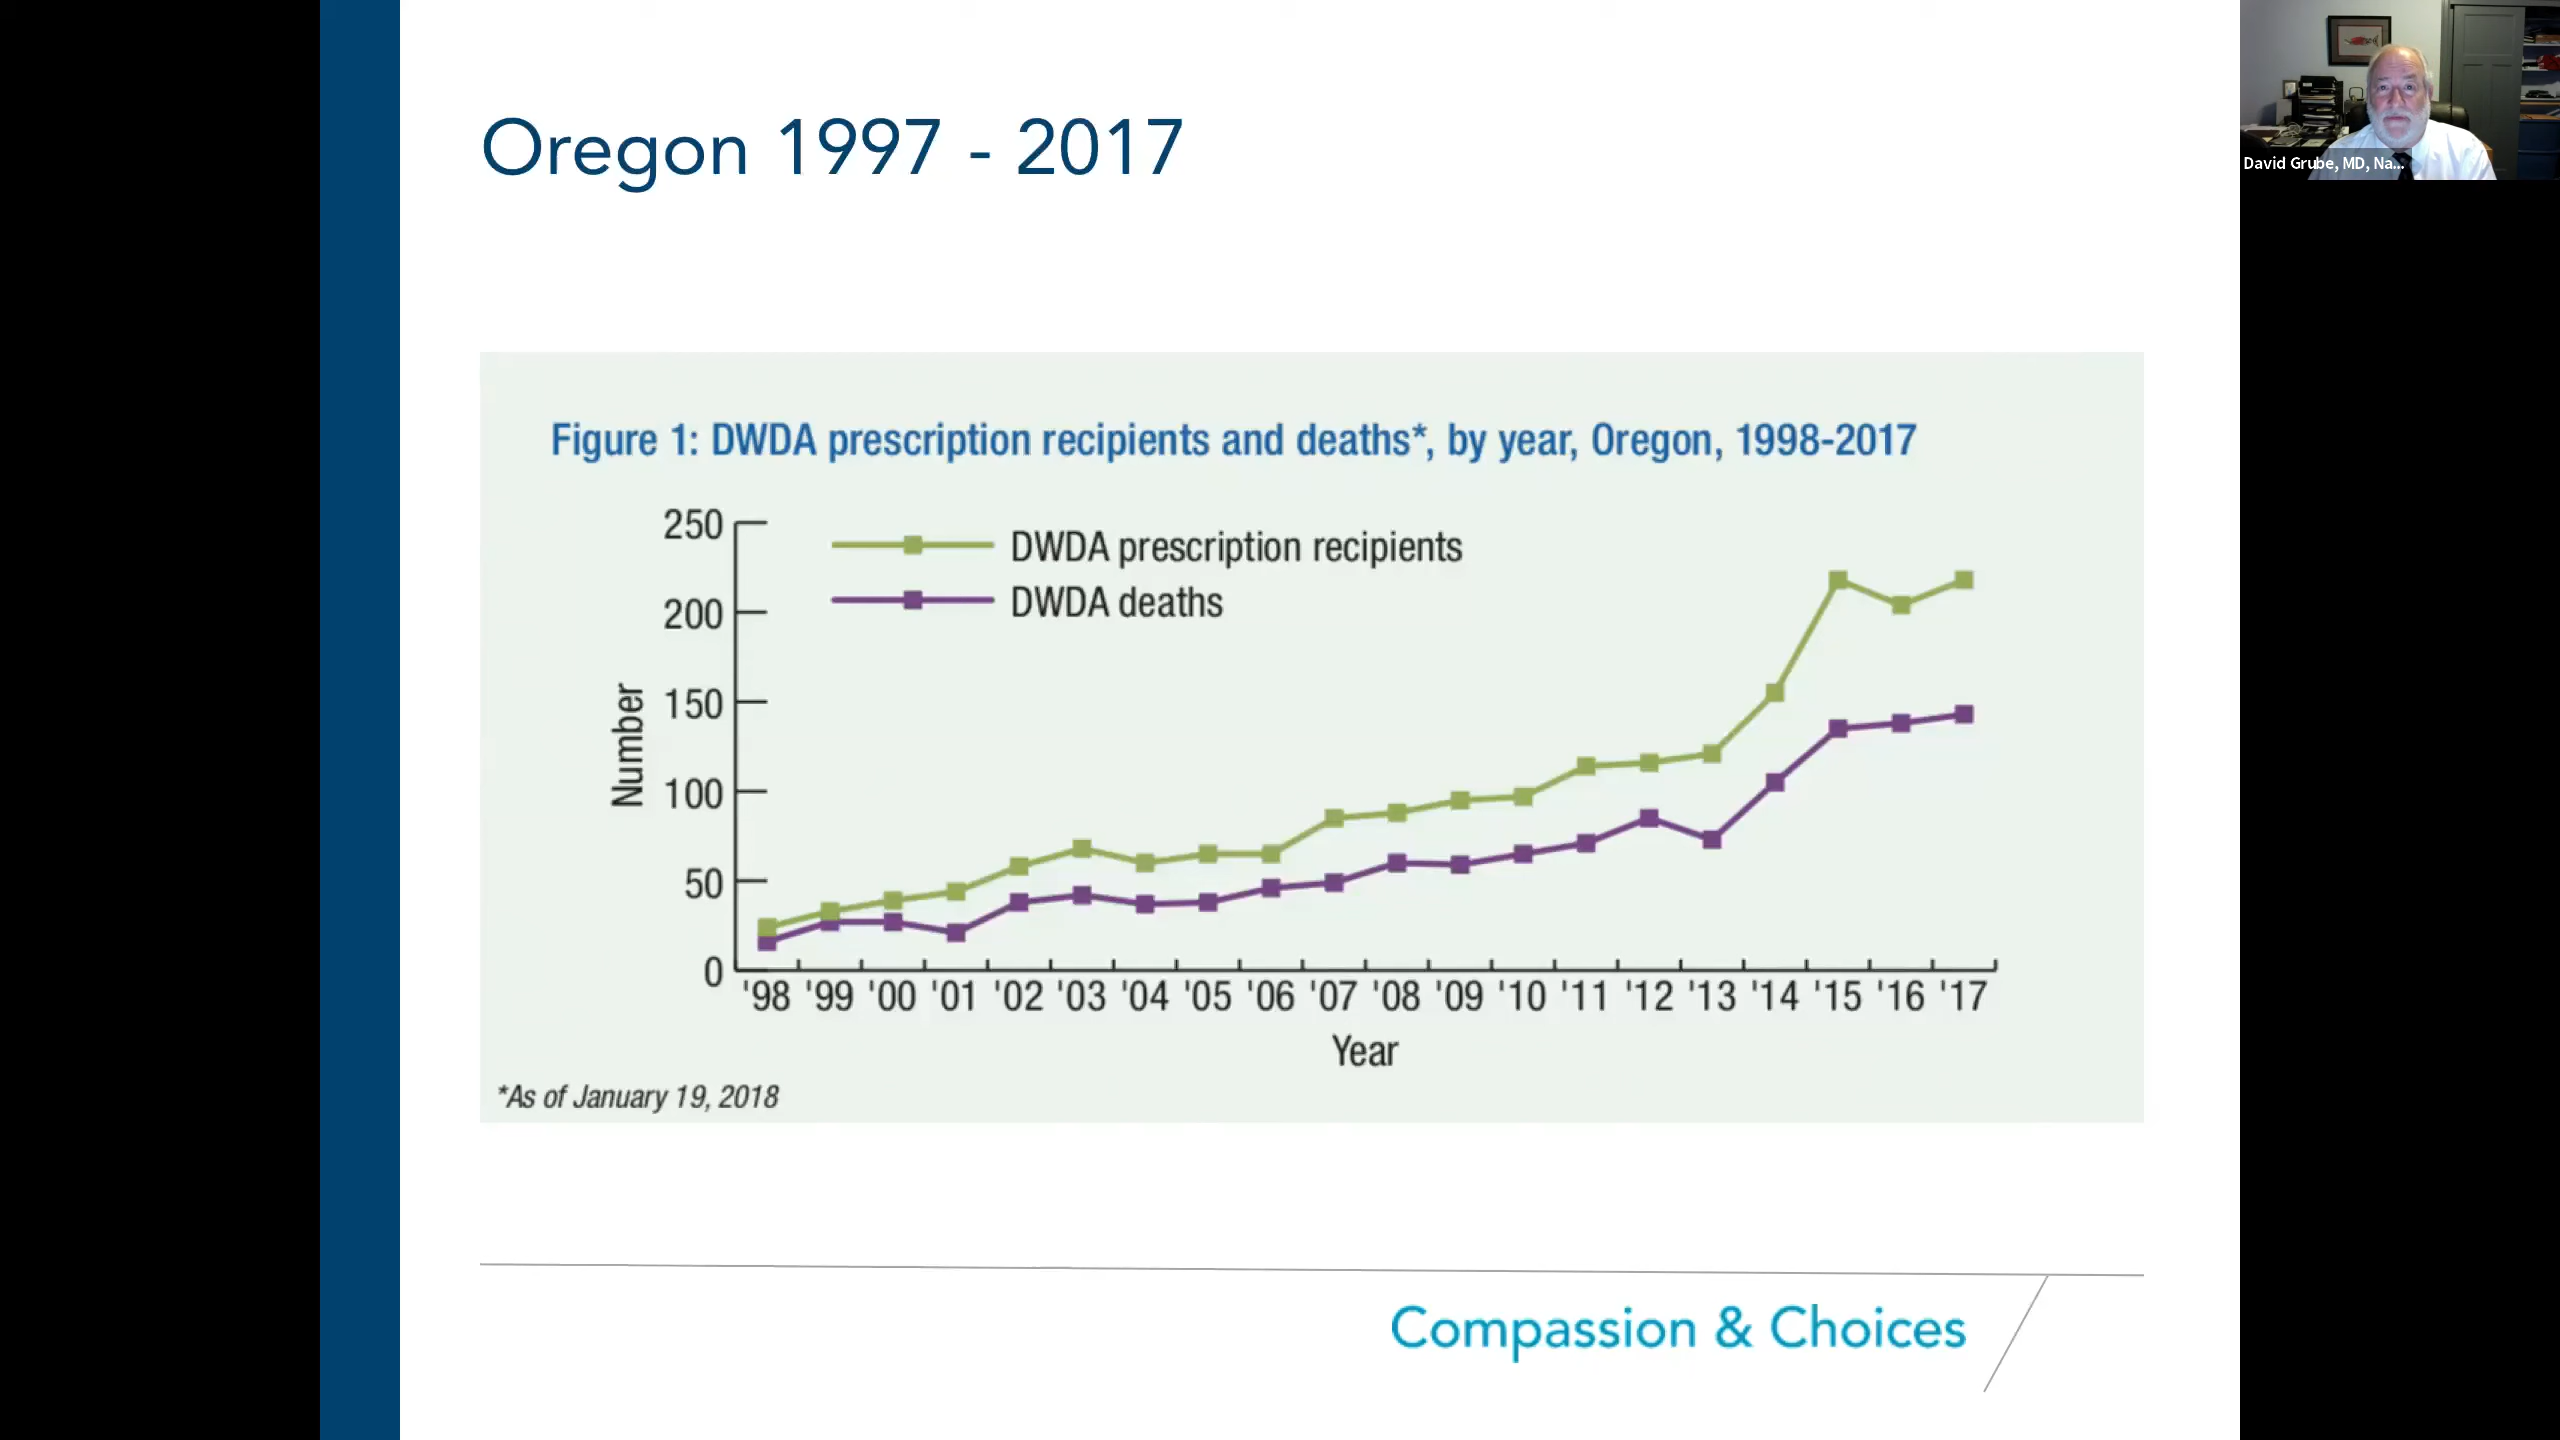 Oregon 1997 - 2017
David Grube, MD, Na...
Figure 1: DWDA prescription recipients and deaths*, by year, Oregon, 1998-2017
250
200
150
100
50
0
Number
DWDA prescription recipients
DWDA deaths
'98 '99 '00 '01 '02 '03 '04 '05 '06 '07 '08 '09 '10 '11 '12 '13 '14 '15 '16 '17
Year
*As of January 19, 2018
Compassion & Choices